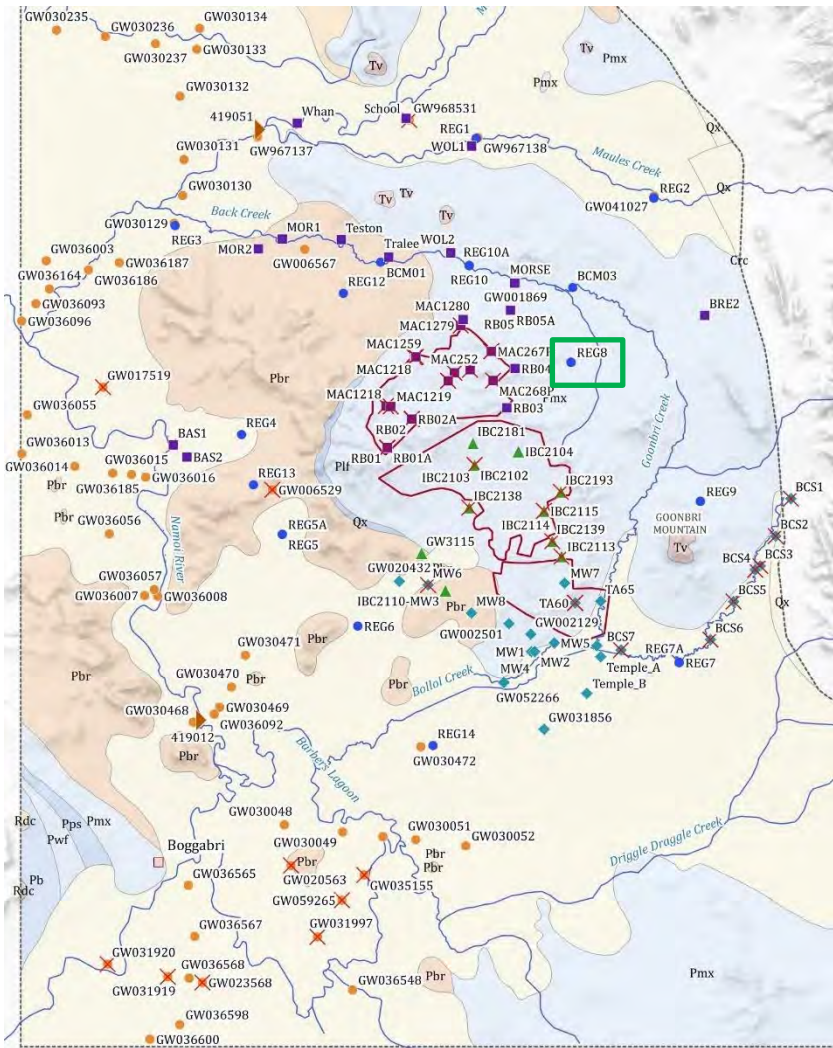 GW030235
GW030236
GW030134
GW030237
GW030133
Tv
Pmx
Tv
Pmx
GW030132
419051
Whan
School
GW968531
REG1
Qx
GW967137
WOL1
GW967138
GW030131
Maules Creek
REG2
Qx
GW030130
Tv
Tv
GW041027
Back Creek
Tv
GW030129
REG3
MOR1
Teston
GW036003
MOR2
Tralee
WOL2
REG10A
Crc
GW036164
GW036187
GW006567
BCM01
REG10
MORSE
BCM03
GW036186
REG12
GW036093
MAC1280
GW001869
BRE2
GW036096
MAC1279
RB05
RB05A
MAC1259
MAC267P
REG8
MAC252
RB04
MAC1218
GW017519
Pbr
MAC268P
Pmx
MAC1218
MAC1219
RB03
GW036055
RB02A
BAS1
REG4
RB02
Goonbri Creek
GW036013
BAS2
IBC2181
GW036015
RB01
RB01A
IBC2104
GW036014
GW036016
Plf
IBC2102
Pbr
GW036185
REG13
IBC2103
IBC2193
BCS1
GW006529
IBC2138
REG9
Pbr
IBC2115
Qx
GOONBRI
MOUNTAIN
BCS2
GW036056
REG5A
IBC2114
IBC2139
Namoi River
REG5
Tv
GW3115
IBC2113
BCS3
GW036057
GW020432
BCS4
MW6
MW7
GW036007
GW036008
TA65
BCS5
IBC2110-MW3
Pbr
MW8
TA60
Qx
REG6
GW002129
Pbr
GW002501
BCS7
REG7A
BCS6
GW030471
MW5
MW1
Temple_A
REG7
GW030470
Pbr
MW4
MW2
Pbr
Bollol Creek
Temple_B
GW030468
GW030469
GW052266
GW036092
GW031856
419012
REG14
Pbr
Barbers Lagoon
GW030472
Rdc
Pps
Pmx
GW030048
Pwf
GW030049
GW030051
GW030052
Boggabri
Pbr
Pbr
Driggle Draggle Creek
Pb
Pbr
GW020563
Rdc
GW036565
GW035155
GW059265
GW036567
GW031997
GW031920
GW036568
GW036548
Pbr
Pmx
GW031919
GW023568
GW036598
GW036600